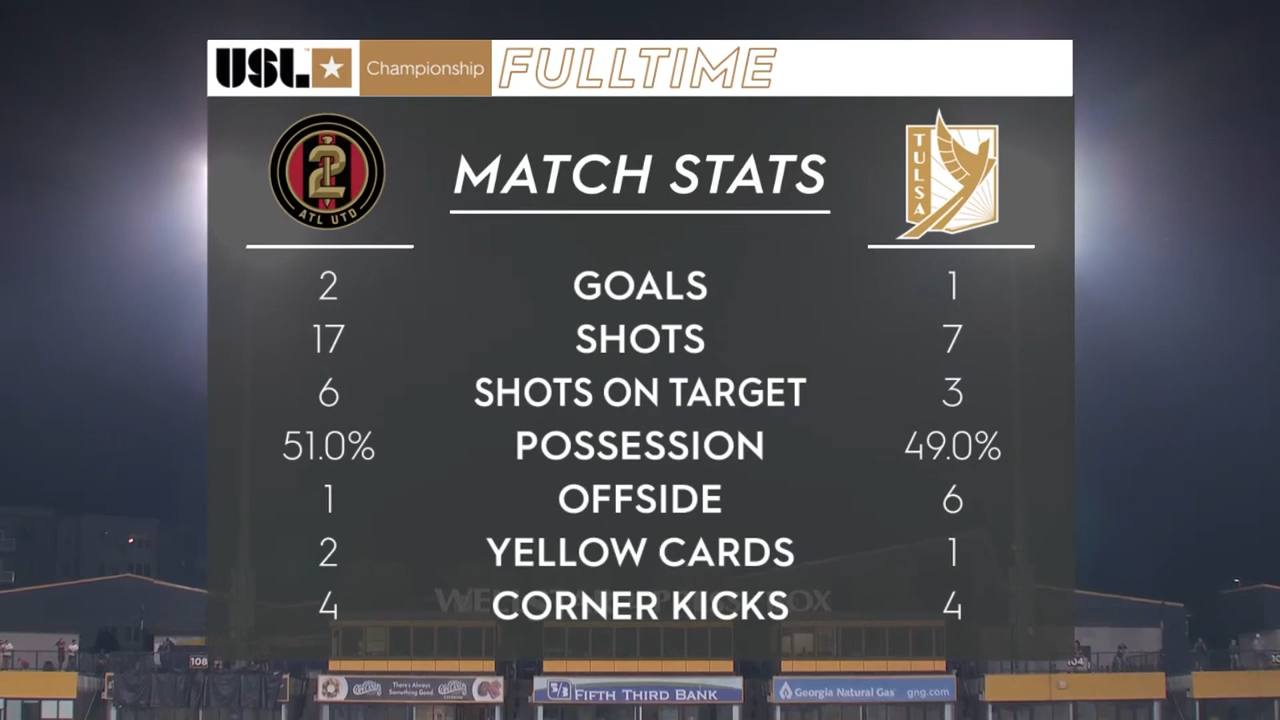 USL Championship FULLTIME
2
ATL UTD
MATCH STATS
TULSA
2 GOALS 1
17 SHOTS 7
6 SHOTS ON TARGET 3
51.0% POSSESSION 49.0%
1 OFFSIDE 6
2 YELLOW CARDS 1
4 CORNER KICKS 4
108
104
There's Always Something Good
FIFTH THIRD BANK
Georgia Natural Gas gng.com